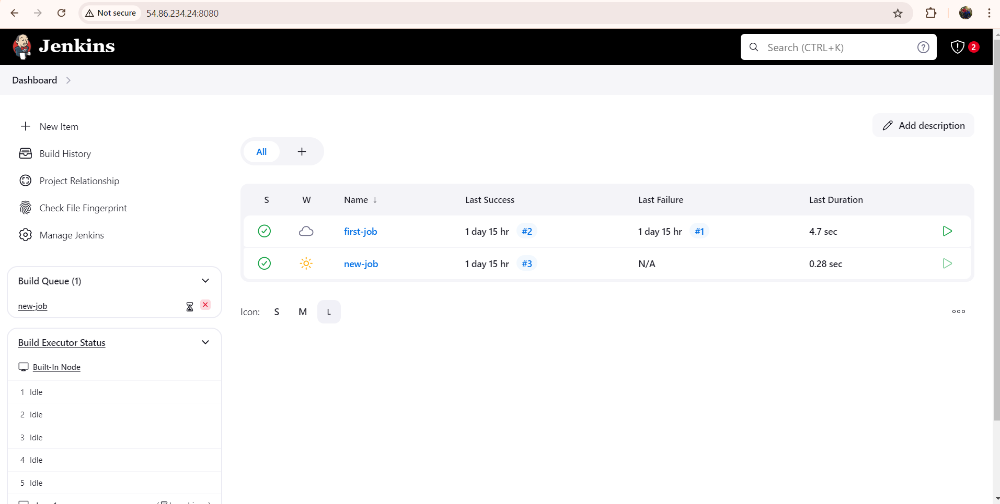 Not secure 54.86.234.24:8080
Jenkins
Search (CTRL+K)
2
Dashboard
New Item
Build History
Project Relationship
Check File Fingerprint
Manage Jenkins
Build Queue (1)
new-job
Build Executor Status
Built-In Node
1 Idle
2 Idle
3 Idle
4 Idle
5 Idle
Add description
All
S W Name ↓ Last Success Last Failure Last Duration
first-job 1 day 15 hr #2 1 day 15 hr #1 4.7 sec
new-job 1 day 15 hr #3 N/A 0.28 sec
Icon: S M L